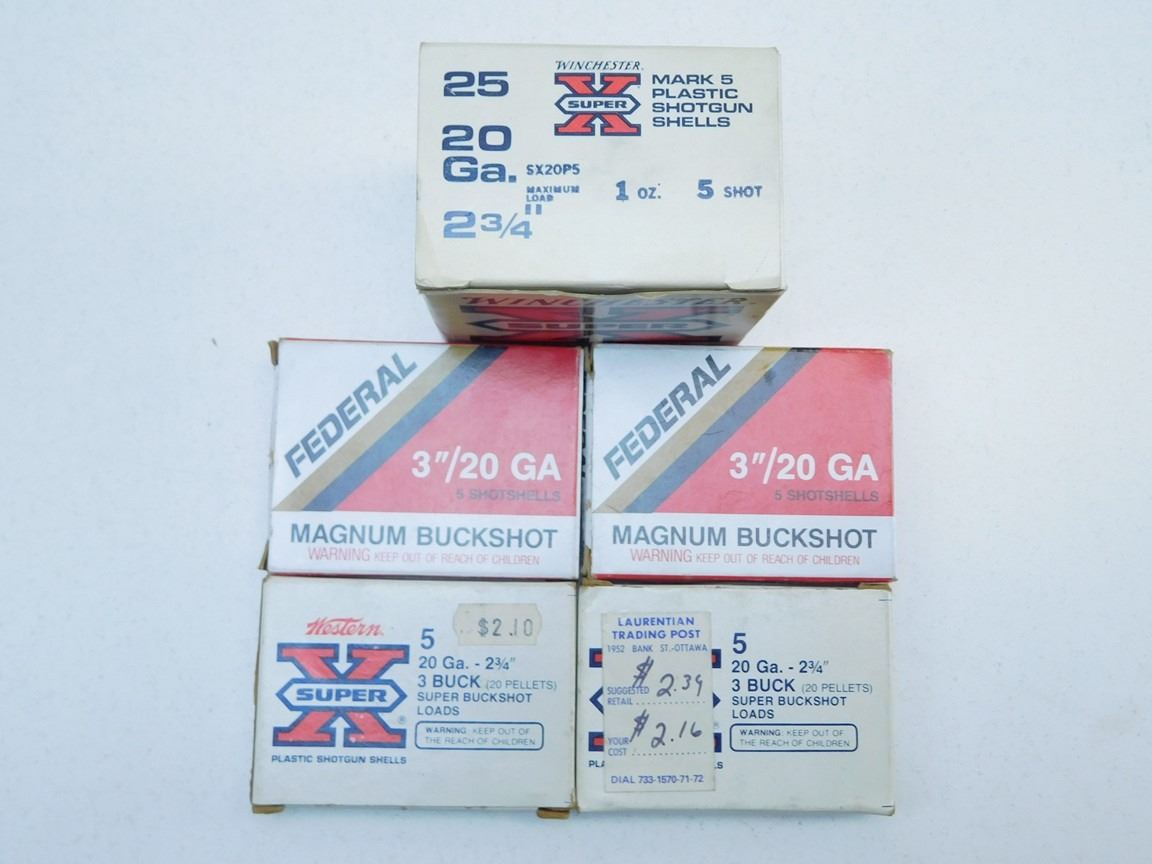 25
20
Ga.
SX20P5
MAXIMUM
LOAD
2 3/4"
WINCHESTER
SUPER X
MARK 5
PLASTIC
SHOTGUN
SHELLS
1 oz. 5 SHOT
WINCHESTER
SUPER
FEDERAL
3"/20 GA
5 SHOTSHELLS
MAGNUM BUCKSHOT
WARNING KEEP OUT OF REACH OF CHILDREN
FEDERAL
3"/20 GA
5 SHOTSHELLS
MAGNUM BUCKSHOT
WARNING KEEP OUT OF REACH OF CHILDREN
Western
SUPER X
®
PLASTIC SHOTGUN SHELLS
$2.10
5
20 Ga. - 2¾"
3 BUCK (20 PELLETS)
SUPER BUCKSHOT
LOADS
WARNING: KEEP OUT OF
THE REACH OF CHILDREN
LAURENTIAN
TRADING POST
1952 BANK ST.-OTTAWA
SUGGESTED
RETAIL $ 2.39
YOUR
COST $ 2.16
DIAL 733-1570-71-72
5
20 Ga. - 2¾"
3 BUCK (20 PELLETS)
SUPER BUCKSHOT
LOADS
WARNING: KEEP OUT OF
THE REACH OF CHILDREN